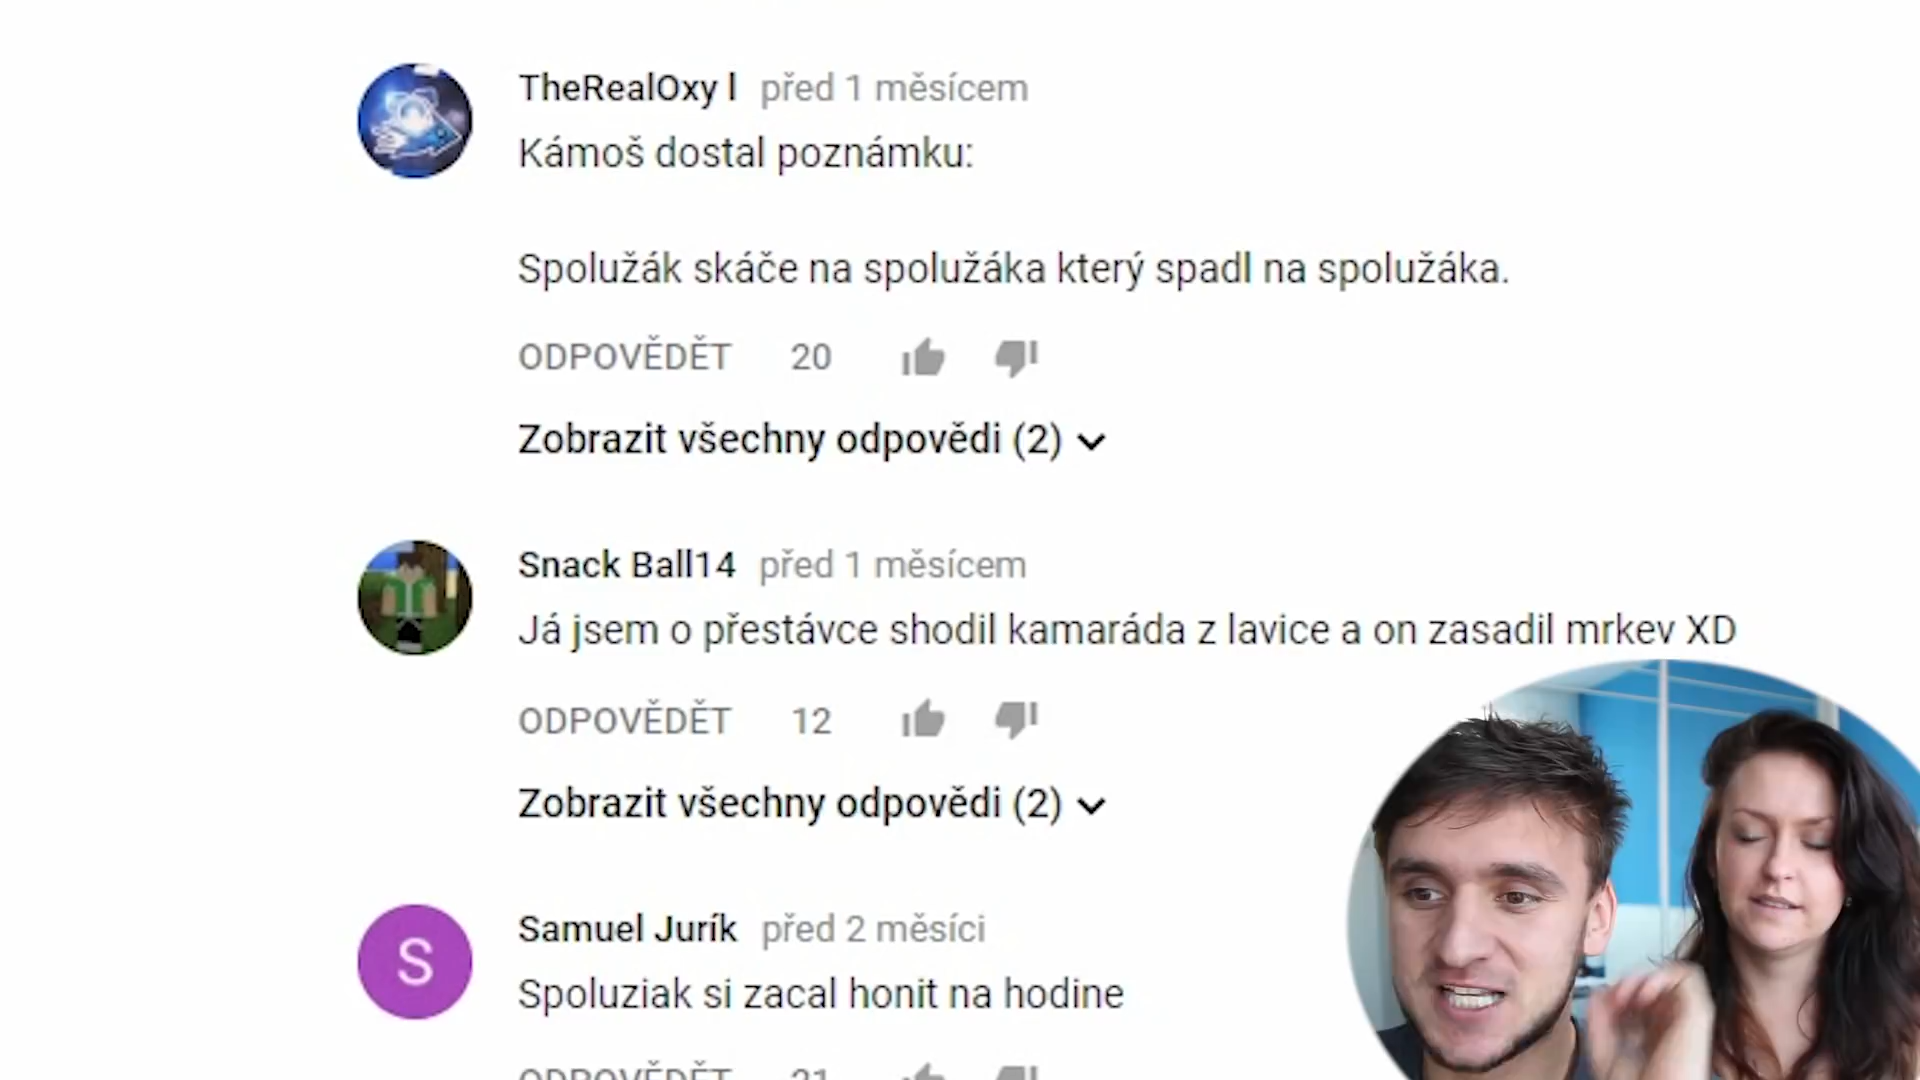 TheRealOxy l před 1 měsícem
Kámoš dostal poznámku:
Spolužák skáče na spolužáka který spadl na spolužáka.
ODPOVĚDĚT 20
Zobrazit všechny odpovědi (2)
Snack Ball14 před 1 měsícem
Já jsem o přestávce shodil kamaráda z lavice a on zasadil mrkev XD
ODPOVĚDĚT 12
Zobrazit všechny odpovědi (2)
S
Samuel Jurík před 2 měsíci
Spoluziak si zacal honit na hodine
ODPOVĚDĚT 21